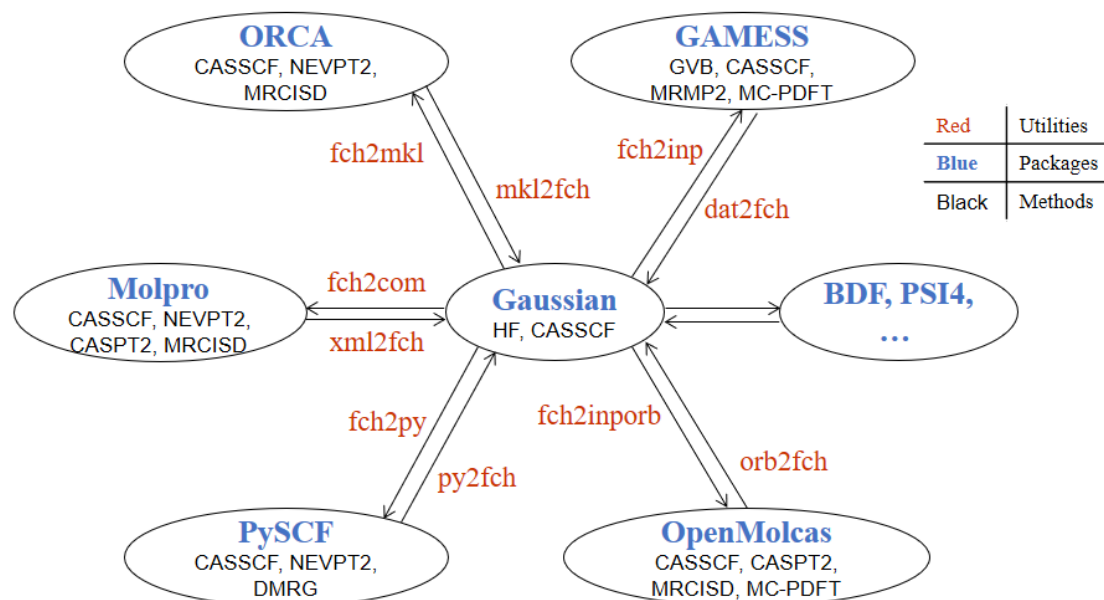 ORCA
CASSCF, NEVPT2,
MRCISD
GAMESS
GVB, CASSCF,
MRMP2, MC-PDFT
Red Utilities
Blue Packages
Black Methods
fch2mkl
mkl2fch
fch2inp
dat2fch
Molpro
CASSCF, NEVPT2,
CASPT2, MRCISD
fch2com
xml2fch
Gaussian
HF, CASSCF
BDF, PSI4,
…
fch2py
py2fch
fch2inporb
orb2fch
PySCF
CASSCF, NEVPT2,
DMRG
OpenMolcas
CASSCF, CASPT2,
MRCISD, MC-PDFT